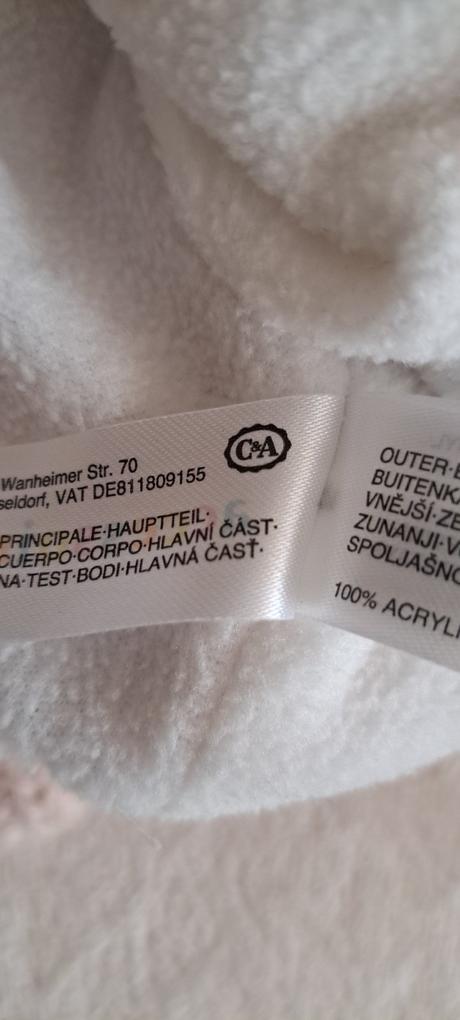 Wanheimer Str. 70
seldorf, VAT DE811809155
C&A
PRINCIPALE·HAUPTTEIL·
CUERPO·CORPO·HLAVNÍ ČÁST·
NA·TEST·BODI·HLAVNÁ ČASŤ·
OUTER·
BUITENKA
VNĚJŠÍ·ZE
ZUNANJI·V
SPOLJAŠNO
100% ACRYLI